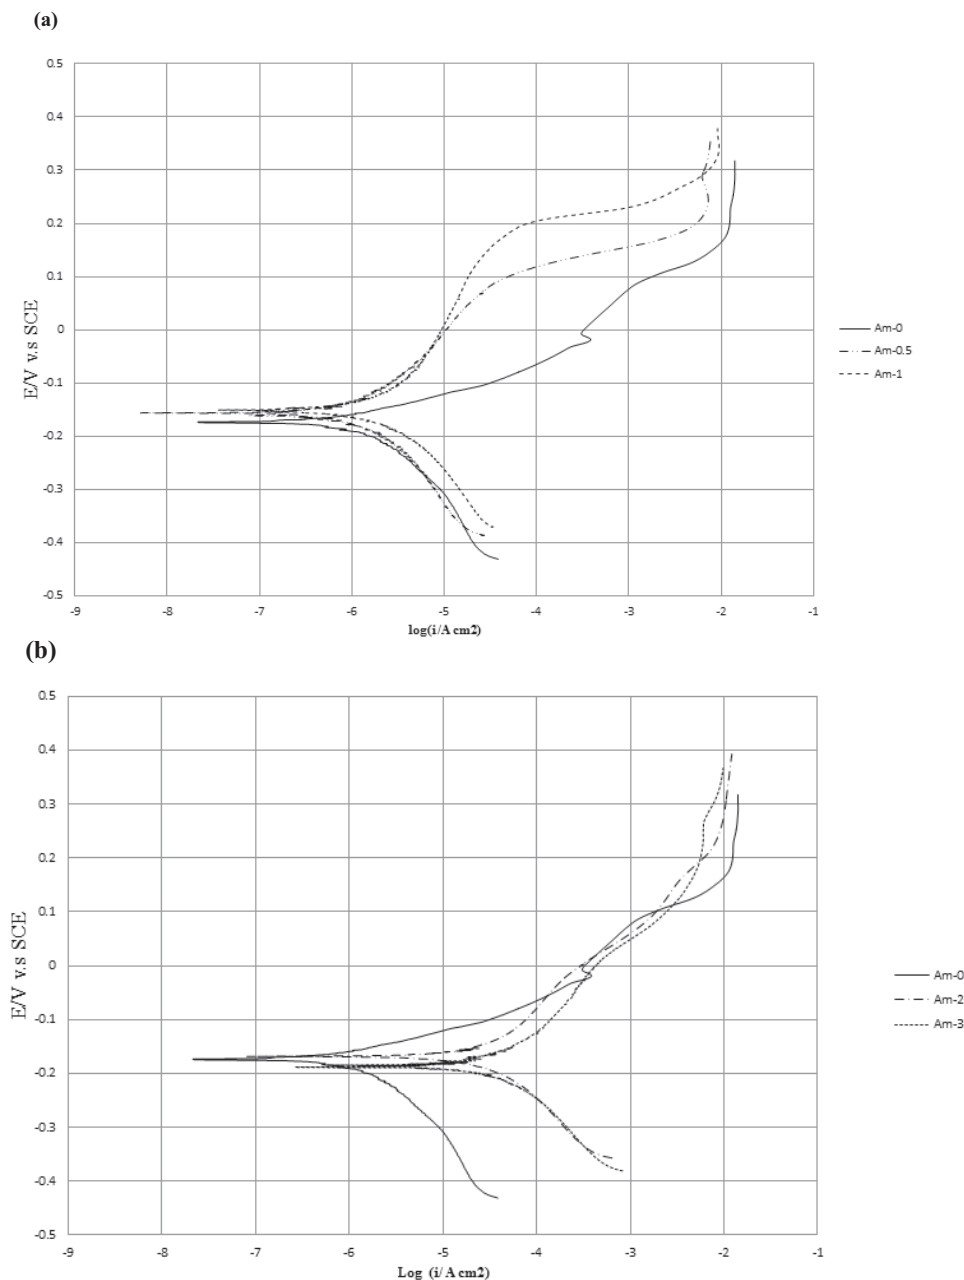 (a)
0.5
0.4
0.3
0.2
0.1
0
-0.1
-0.2
-0.3
-0.4
-0.5
E/V v.s SCE
-9 -8 -7 -6 -5 -4 -3 -2 -1
log(i/A cm2)
Am-0
Am-0.5
Am-1
(b)
0.5
0.4
0.3
0.2
0.1
0
-0.1
-0.2
-0.3
-0.4
-0.5
E/V v.s SCE
-9 -8 -7 -6 -5 -4 -3 -2 -1
Log (i/A cm2)
Am-0
Am-2
Am-3